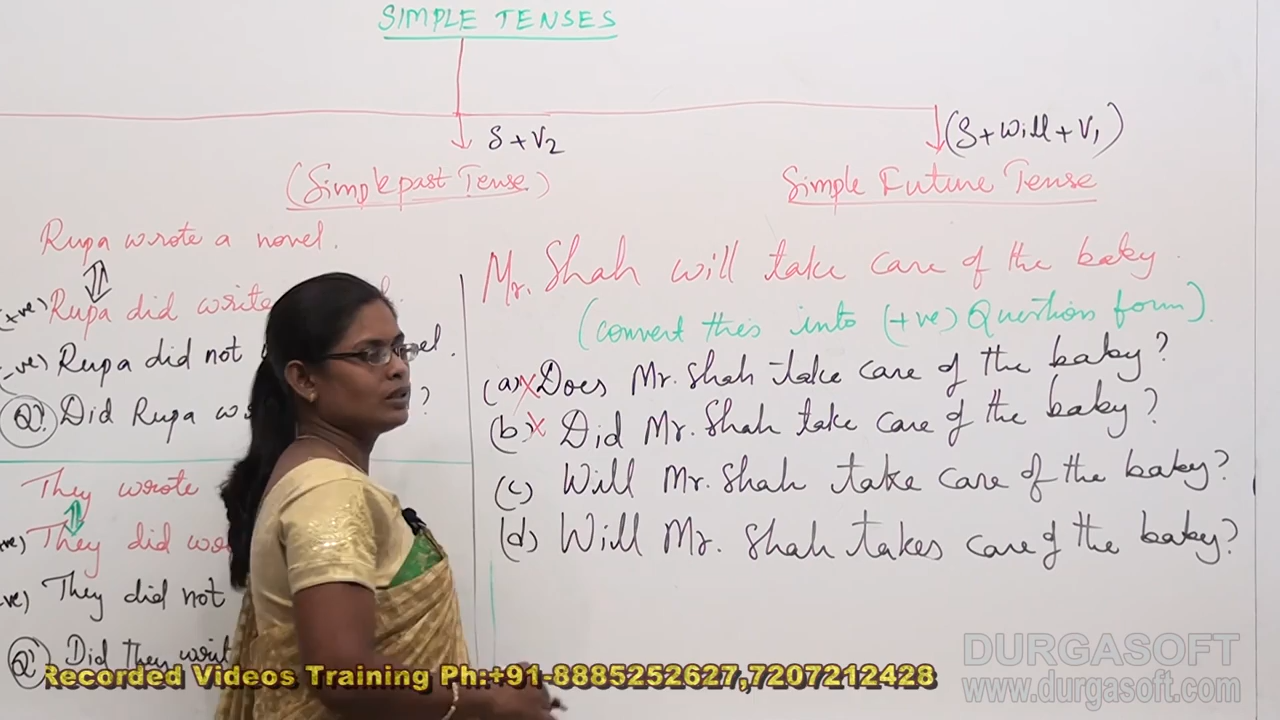 SIMPLE TENSES
S+V2
(Simple past Tense)
Rupa wrote a novel.
(+ve) Rupa did write
(-ve) Rupa did not
Q? Did Rupa ?
They wrote
They did
They did not
Q? Did they
(S+will+V1)
Simple Future Tense
Mr. Shah will take care of the baby.
(convert this into (+ve) Question form).
(a) X Does Mr. Shah take care of the baby?
(b) X Did Mr. Shah take care of the baby?
(c) Will Mr. Shah take care of the baby?
(d) Will Mr. Shah takes care of the baby?
Recorded Videos Training Ph:+91-8885252627,7207212428
DURGASOFT
www.durgasoft.com